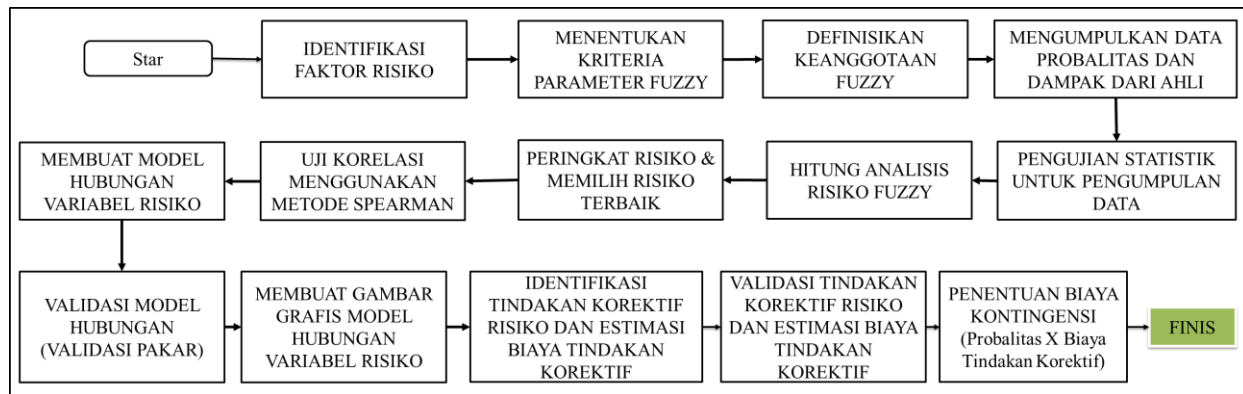 Star
IDENTIFIKASI
FAKTOR RISIKO
MENENTUKAN
KRITERIA
PARAMETER FUZZY
DEFINISIKAN
KEANGGOTAAN
FUZZY
MENGUMPULKAN DATA
PROBALITAS DAN
DAMPAK DARI AHLI
PENGUJIAN STATISTIK
UNTUK PENGUMPULAN
DATA
HITUNG ANALISIS
RISIKO FUZZY
PERINGKAT RISIKO &
MEMILIH RISIKO
TERBAIK
UJI KORELASI
MENGGUNAKAN
METODE SPEARMAN
MEMBUAT MODEL
HUBUNGAN
VARIABEL RISIKO
VALIDASI MODEL
HUBUNGAN
(VALIDASI PAKAR)
MEMBUAT GAMBAR
GRAFIS MODEL
HUBUNGAN
VARIABEL RISIKO
IDENTIFIKASI
TINDAKAN KOREKTIF
RISIKO DAN ESTIMASI
BIAYA TINDAKAN
KOREKTIF
VALIDASI TINDAKAN
KOREKTIF RISIKO
DAN ESTIMASI BIAYA
TINDAKAN
KOREKTIF
PENENTUAN BIAYA
KONTINGENSI
(Probalitas X Biaya
Tindakan Korektif)
FINIS